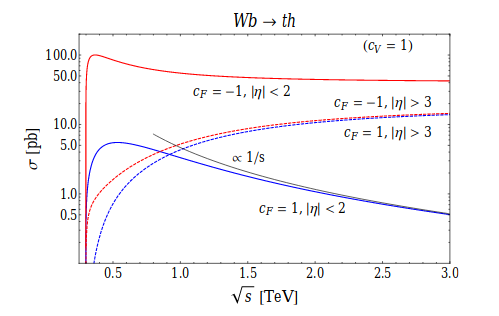 Wb → th
(c_V = 1)
100.0
50.0
c_F = −1, |η| < 2
c_F = −1, |η| > 3
10.0
c_F = 1, |η| > 3
5.0
σ [pb]
∝ 1/s
1.0
c_F = 1, |η| < 2
0.5
0.5 1.0 1.5 2.0 2.5 3.0
√s [TeV]